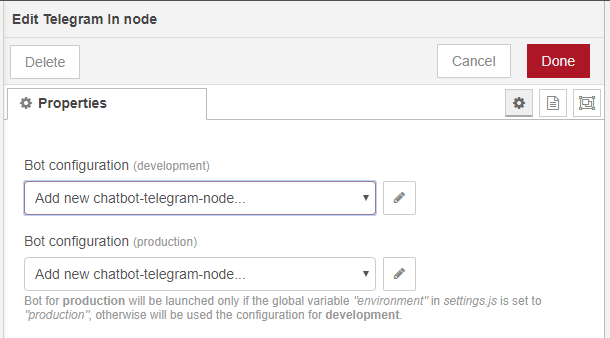 Edit Telegram In node
Delete
Cancel
Done
Properties
Bot configuration (development)
Add new chatbot-telegram-node...
Bot configuration (production)
Add new chatbot-telegram-node...
Bot for production will be launched only if the global variable "environment" in settings.js is set to
"production", otherwise will be used the configuration for development.